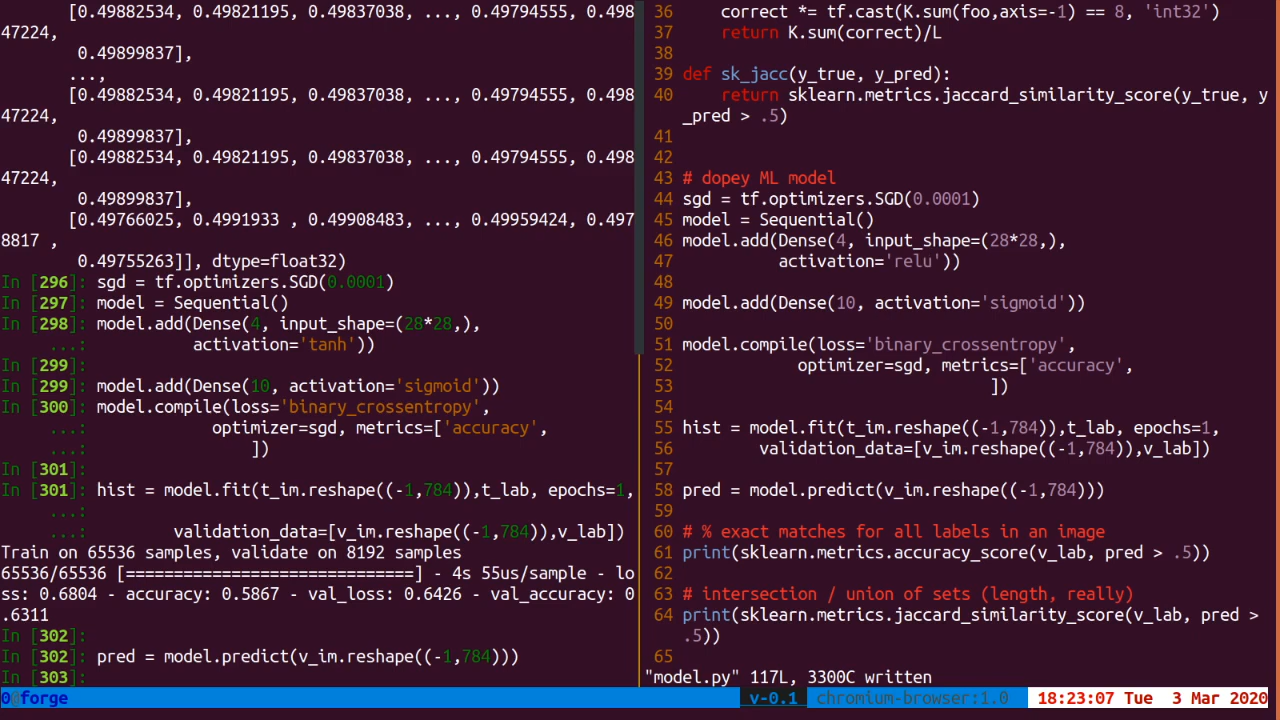 [0.49882534, 0.49821195, 0.49837038, ..., 0.49794555, 0.498
47224,
0.49899837],
...,
[0.49882534, 0.49821195, 0.49837038, ..., 0.49794555, 0.498
47224,
0.49899837],
[0.49882534, 0.49821195, 0.49837038, ..., 0.49794555, 0.498
47224,
0.49899837],
[0.49766025, 0.4991933 , 0.49908483, ..., 0.49959424, 0.497
8817 ,
0.49755263]], dtype=float32)
In [296]: sgd = tf.optimizers.SGD(0.0001)
In [297]: model = Sequential()
In [298]: model.add(Dense(4, input_shape=(28*28,),
...: activation='tanh'))
In [299]:
In [299]: model.add(Dense(10, activation='sigmoid'))
In [300]: model.compile(loss='binary_crossentropy',
...: optimizer=sgd, metrics=['accuracy',
...: ])
In [301]:
In [301]: hist = model.fit(t_im.reshape((-1,784)),t_lab, epochs=1,
...:
...: validation_data=[v_im.reshape((-1,784)),v_lab])
Train on 65536 samples, validate on 8192 samples
65536/65536 [==============================] - 4s 55us/sample - lo
ss: 0.6804 - accuracy: 0.5867 - val_loss: 0.6426 - val_accuracy: 0
.6311
In [302]:
In [302]: pred = model.predict(v_im.reshape((-1,784)))
In [303]:
36 correct *= tf.cast(K.sum(foo,axis=-1) == 8, 'int32')
37 return K.sum(correct)/L
38
39 def sk_jacc(y_true, y_pred):
40 return sklearn.metrics.jaccard_similarity_score(y_true, y
_pred > .5)
41
42
43 # dopey ML model
44 sgd = tf.optimizers.SGD(0.0001)
45 model = Sequential()
46 model.add(Dense(4, input_shape=(28*28,),
47 activation='relu'))
48
49 model.add(Dense(10, activation='sigmoid'))
50
51 model.compile(loss='binary_crossentropy',
52 optimizer=sgd, metrics=['accuracy',
53 ])
54
55 hist = model.fit(t_im.reshape((-1,784)),t_lab, epochs=1,
56 validation_data=[v_im.reshape((-1,784)),v_lab])
57
58 pred = model.predict(v_im.reshape((-1,784)))
59
60 # % exact matches for all labels in an image
61 print(sklearn.metrics.accuracy_score(v_lab, pred > .5))
62
63 # intersection / union of sets (length, really)
64 print(sklearn.metrics.jaccard_similarity_score(v_lab, pred >
.5))
65
"model.py" 117L, 3300C written
0@forge v-0.1 chromium-browser:1.0 18:23:07 Tue 3 Mar 2020